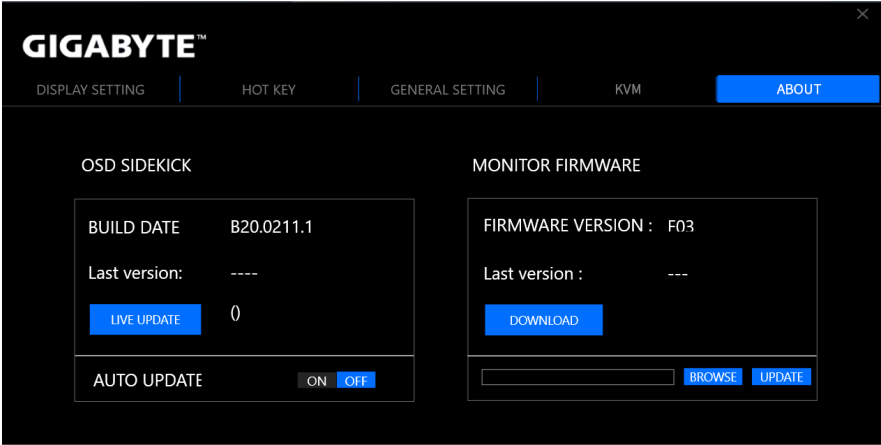 GIGABYTE™
DISPLAY SETTING HOT KEY GENERAL SETTING KVM ABOUT
OSD SIDEKICK
BUILD DATE B20.0211.1
Last version: ----
LIVE UPDATE ()
AUTO UPDATE ON OFF
MONITOR FIRMWARE
FIRMWARE VERSION : F03
Last version : ---
DOWNLOAD
BROWSE UPDATE